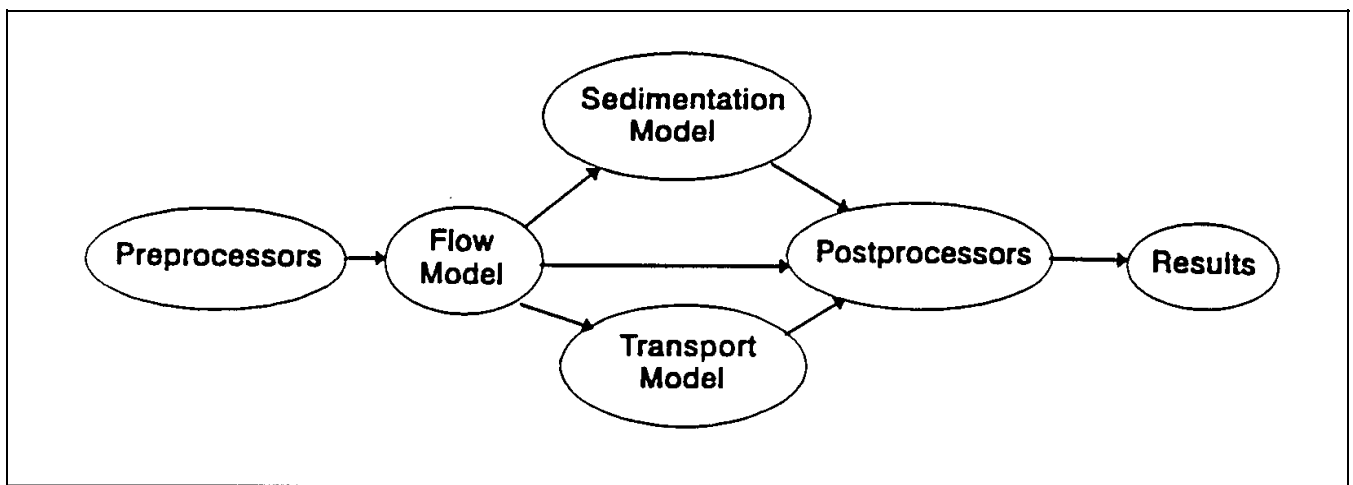 Sedimentation
Model
Preprocessors
Flow
Model
Postprocessors
Results
Transport
Model